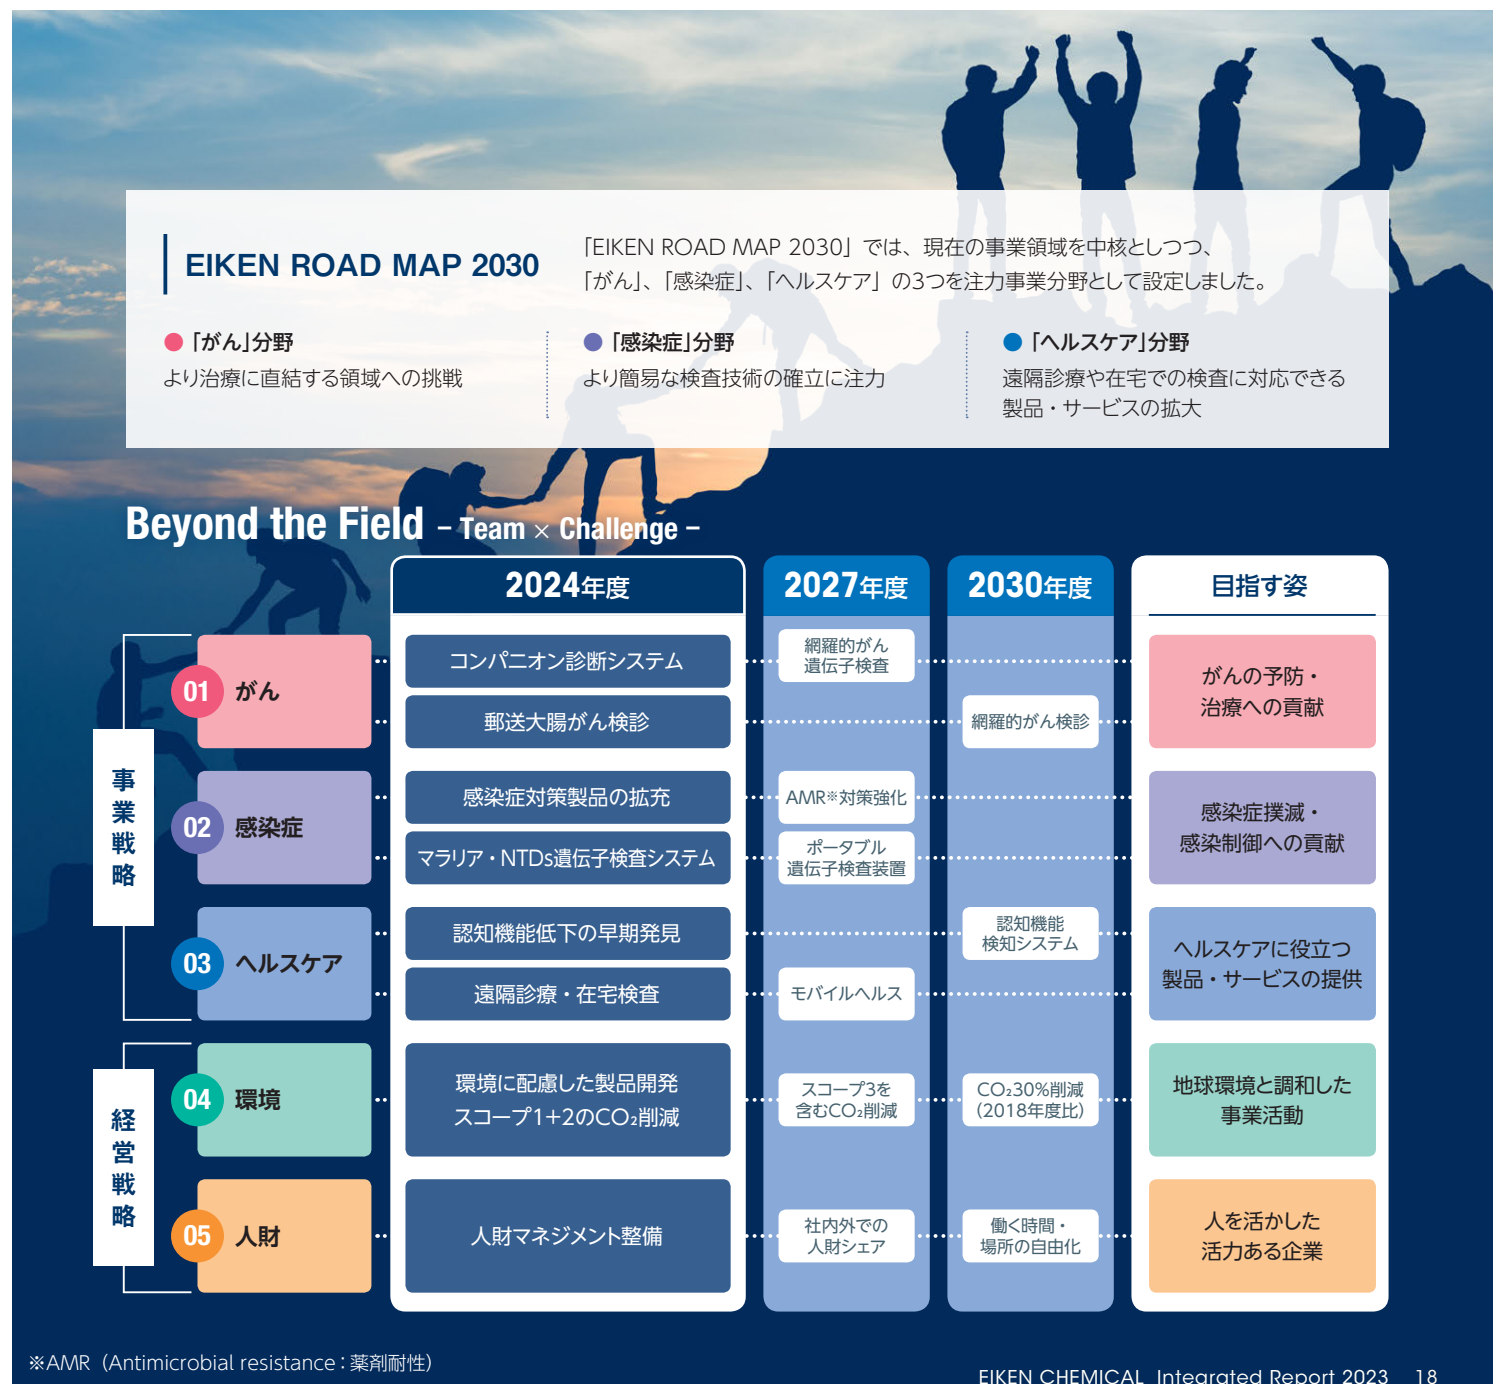 EIKEN ROAD MAP 2030
「EIKEN ROAD MAP 2030」では、現在の事業領域を中核としつつ、
「がん」、「感染症」、「ヘルスケア」の3つを注力事業分野として設定しました。
●「がん」分野
より治療に直結する領域への挑戦
●「感染症」分野
より簡易な検査技術の確立に注力
●「ヘルスケア」分野
遠隔診療や在宅での検査に対応できる
製品・サービスの拡大
Beyond the Field – Team × Challenge –
2024年度
2027年度
2030年度
目指す姿
事業戦略
01 がん
コンパニオン診断システム
網羅的がん
遺伝子検査
郵送大腸がん検診
網羅的がん検診
がんの予防・
治療への貢献
02 感染症
感染症対策製品の拡充
AMR※対策強化
マラリア・NTDs遺伝子検査システム
ポータブル
遺伝子検査装置
感染症撲滅・
感染制御への貢献
03 ヘルスケア
認知機能低下の早期発見
認知機能
検知システム
遠隔診療・在宅検査
モバイルヘルス
ヘルスケアに役立つ
製品・サービスの提供
経営戦略
04 環境
環境に配慮した製品開発
スコープ1+2のCO₂削減
スコープ3を
含むCO₂削減
CO₂30%削減
(2018年度比)
地球環境と調和した
事業活動
05 人財
人財マネジメント整備
社内外での
人財シェア
働く時間・
場所の自由化
人を活かした
活力ある企業
※AMR（Antimicrobial resistance：薬剤耐性）
EIKEN CHEMICAL Integrated Report 2023 18